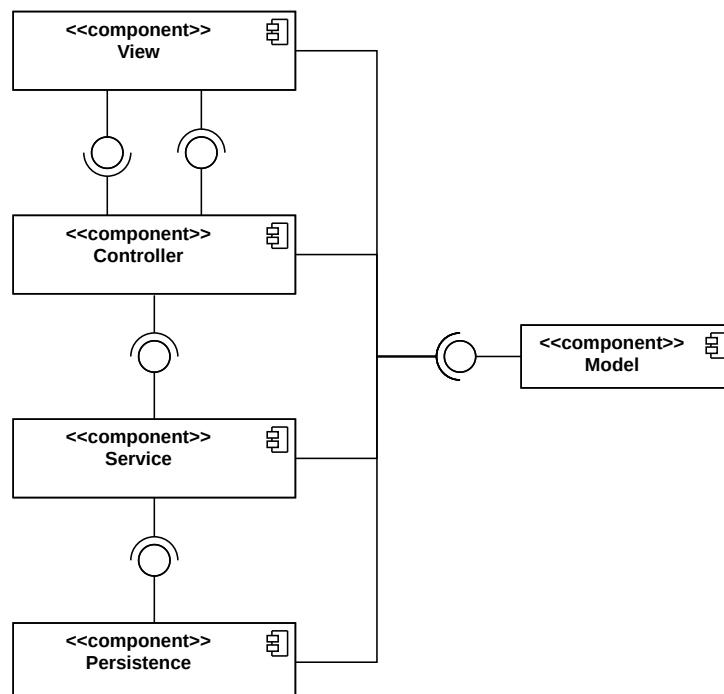 <<component>>
View
<<component>>
Controller
<<component>>
Model
<<component>>
Service
<<component>>
Persistence